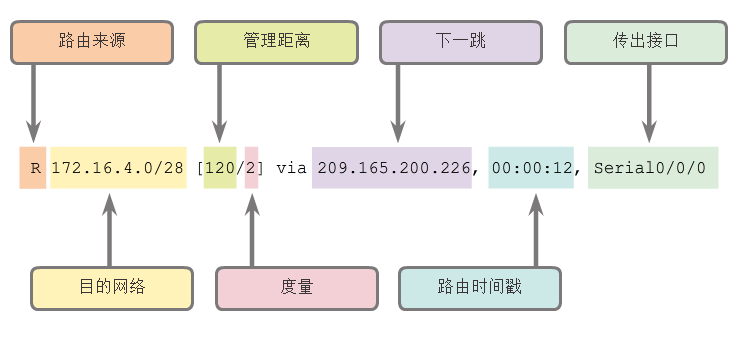 路由来源
管理距离
下一跳
传出接口
R 172.16.4.0/28 [120/2] via 209.165.200.226, 00:00:12, Serial0/0/0
目的网络
度量
路由时间戳